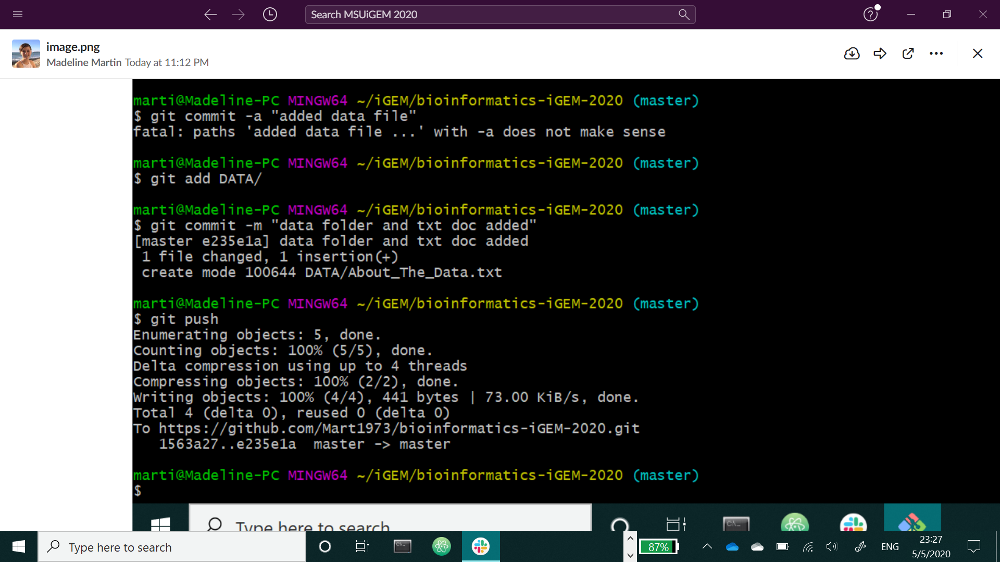 Search MSUiGEM 2020
image.png
Madeline Martin Today at 11:12 PM
marti@Madeline-PC MINGW64 ~/iGEM/bioinformatics-iGEM-2020 (master)
$ git commit -a "added data file"
fatal: paths 'added data file ...' with -a does not make sense
marti@Madeline-PC MINGW64 ~/iGEM/bioinformatics-iGEM-2020 (master)
$ git add DATA/
marti@Madeline-PC MINGW64 ~/iGEM/bioinformatics-iGEM-2020 (master)
$ git commit -m "data folder and txt doc added"
[master e235e1a] data folder and txt doc added
1 file changed, 1 insertion(+)
create mode 100644 DATA/About_The_Data.txt
marti@Madeline-PC MINGW64 ~/iGEM/bioinformatics-iGEM-2020 (master)
$ git push
Enumerating objects: 5, done.
Counting objects: 100% (5/5), done.
Delta compression using up to 4 threads
Compressing objects: 100% (2/2), done.
Writing objects: 100% (4/4), 441 bytes | 73.00 KiB/s, done.
Total 4 (delta 0), reused 0 (delta 0)
To https://github.com/Mart1973/bioinformatics-iGEM-2020.git
1563a27..e235e1a  master -> master
marti@Madeline-PC MINGW64 ~/iGEM/bioinformatics-iGEM-2020 (master)
$
Type here to search
Type here to search
87%
ENG
23:27
5/5/2020